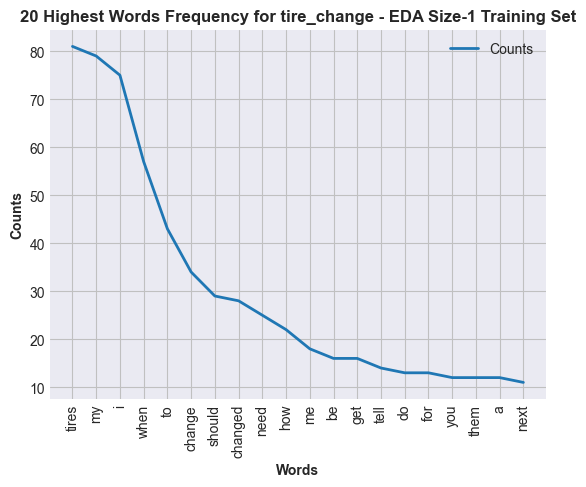 20 Highest Words Frequency for tire_change - EDA Size-1 Training Set
Counts
80
70
60
50
40
30
20
10
Counts
tires
my
i
when
to
change
should
changed
need
how
me
be
get
tell
do
for
you
them
a
next
Words